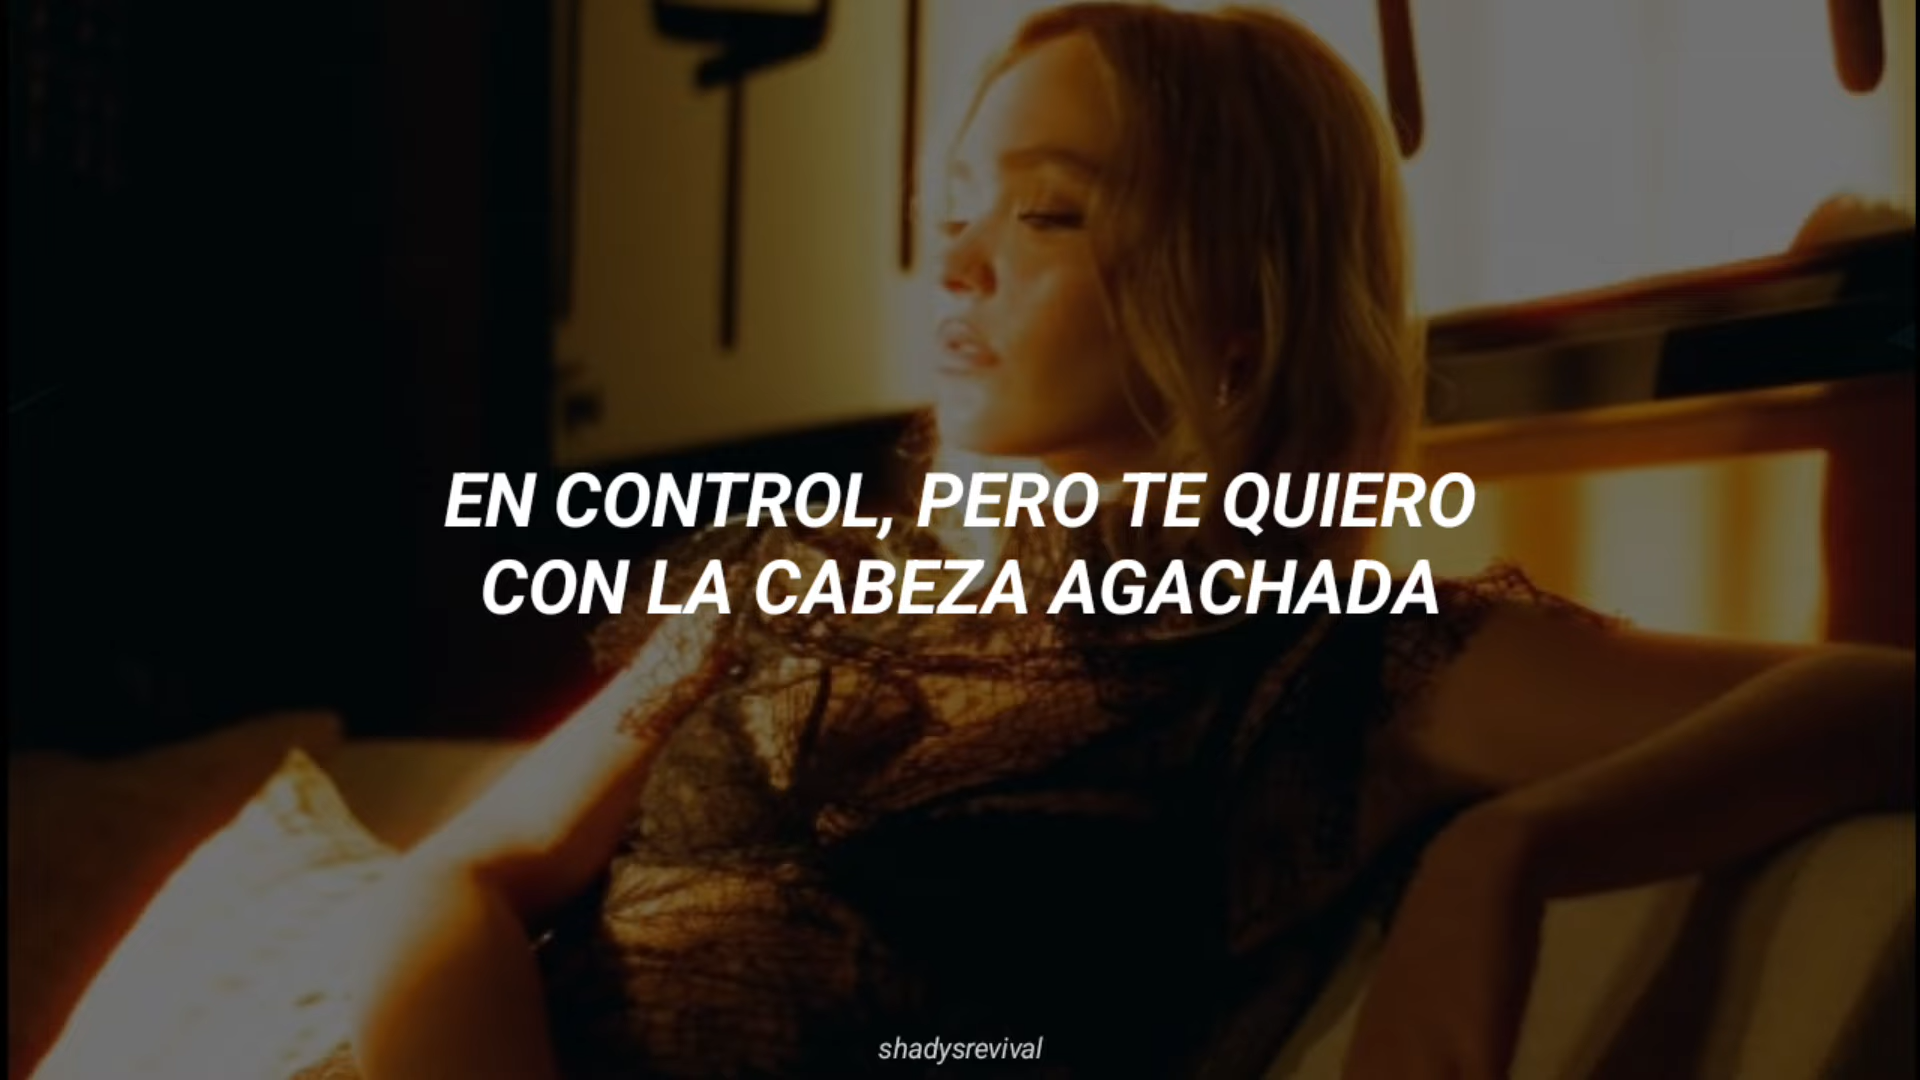 EN CONTROL, PERO TE QUIERO
CON LA CABEZA AGACHADA
shadysrevival